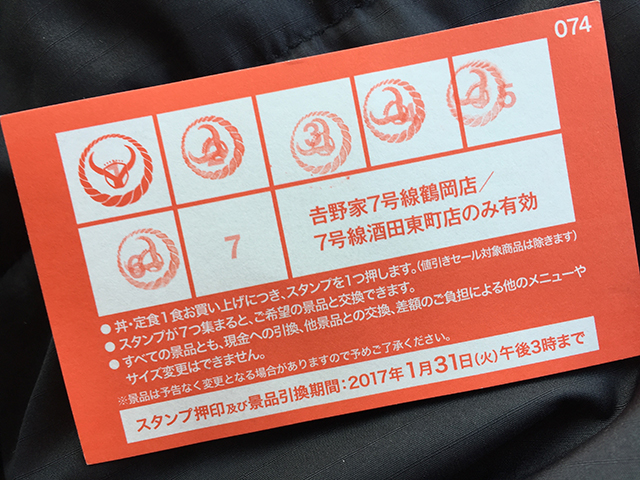 074
2
3
4
5
6
7
吉野家7号線鶴岡店/
7号線酒田東町店のみ有効
●丼・定食1食お買い上げにつき、スタンプを1つ押します。(値引きセール対象商品は除きます)
●スタンプが7つ集まると、ご希望の景品と交換できます。
●すべての景品とも、現金への引換、他景品との交換、差額のご負担による他のメニューや
サイズ変更はできません。
※景品は予告なく変更となる場合がありますので予めご了承ください。
スタンプ押印及び景品引換期間:2017年1月31日(火)午後3時まで